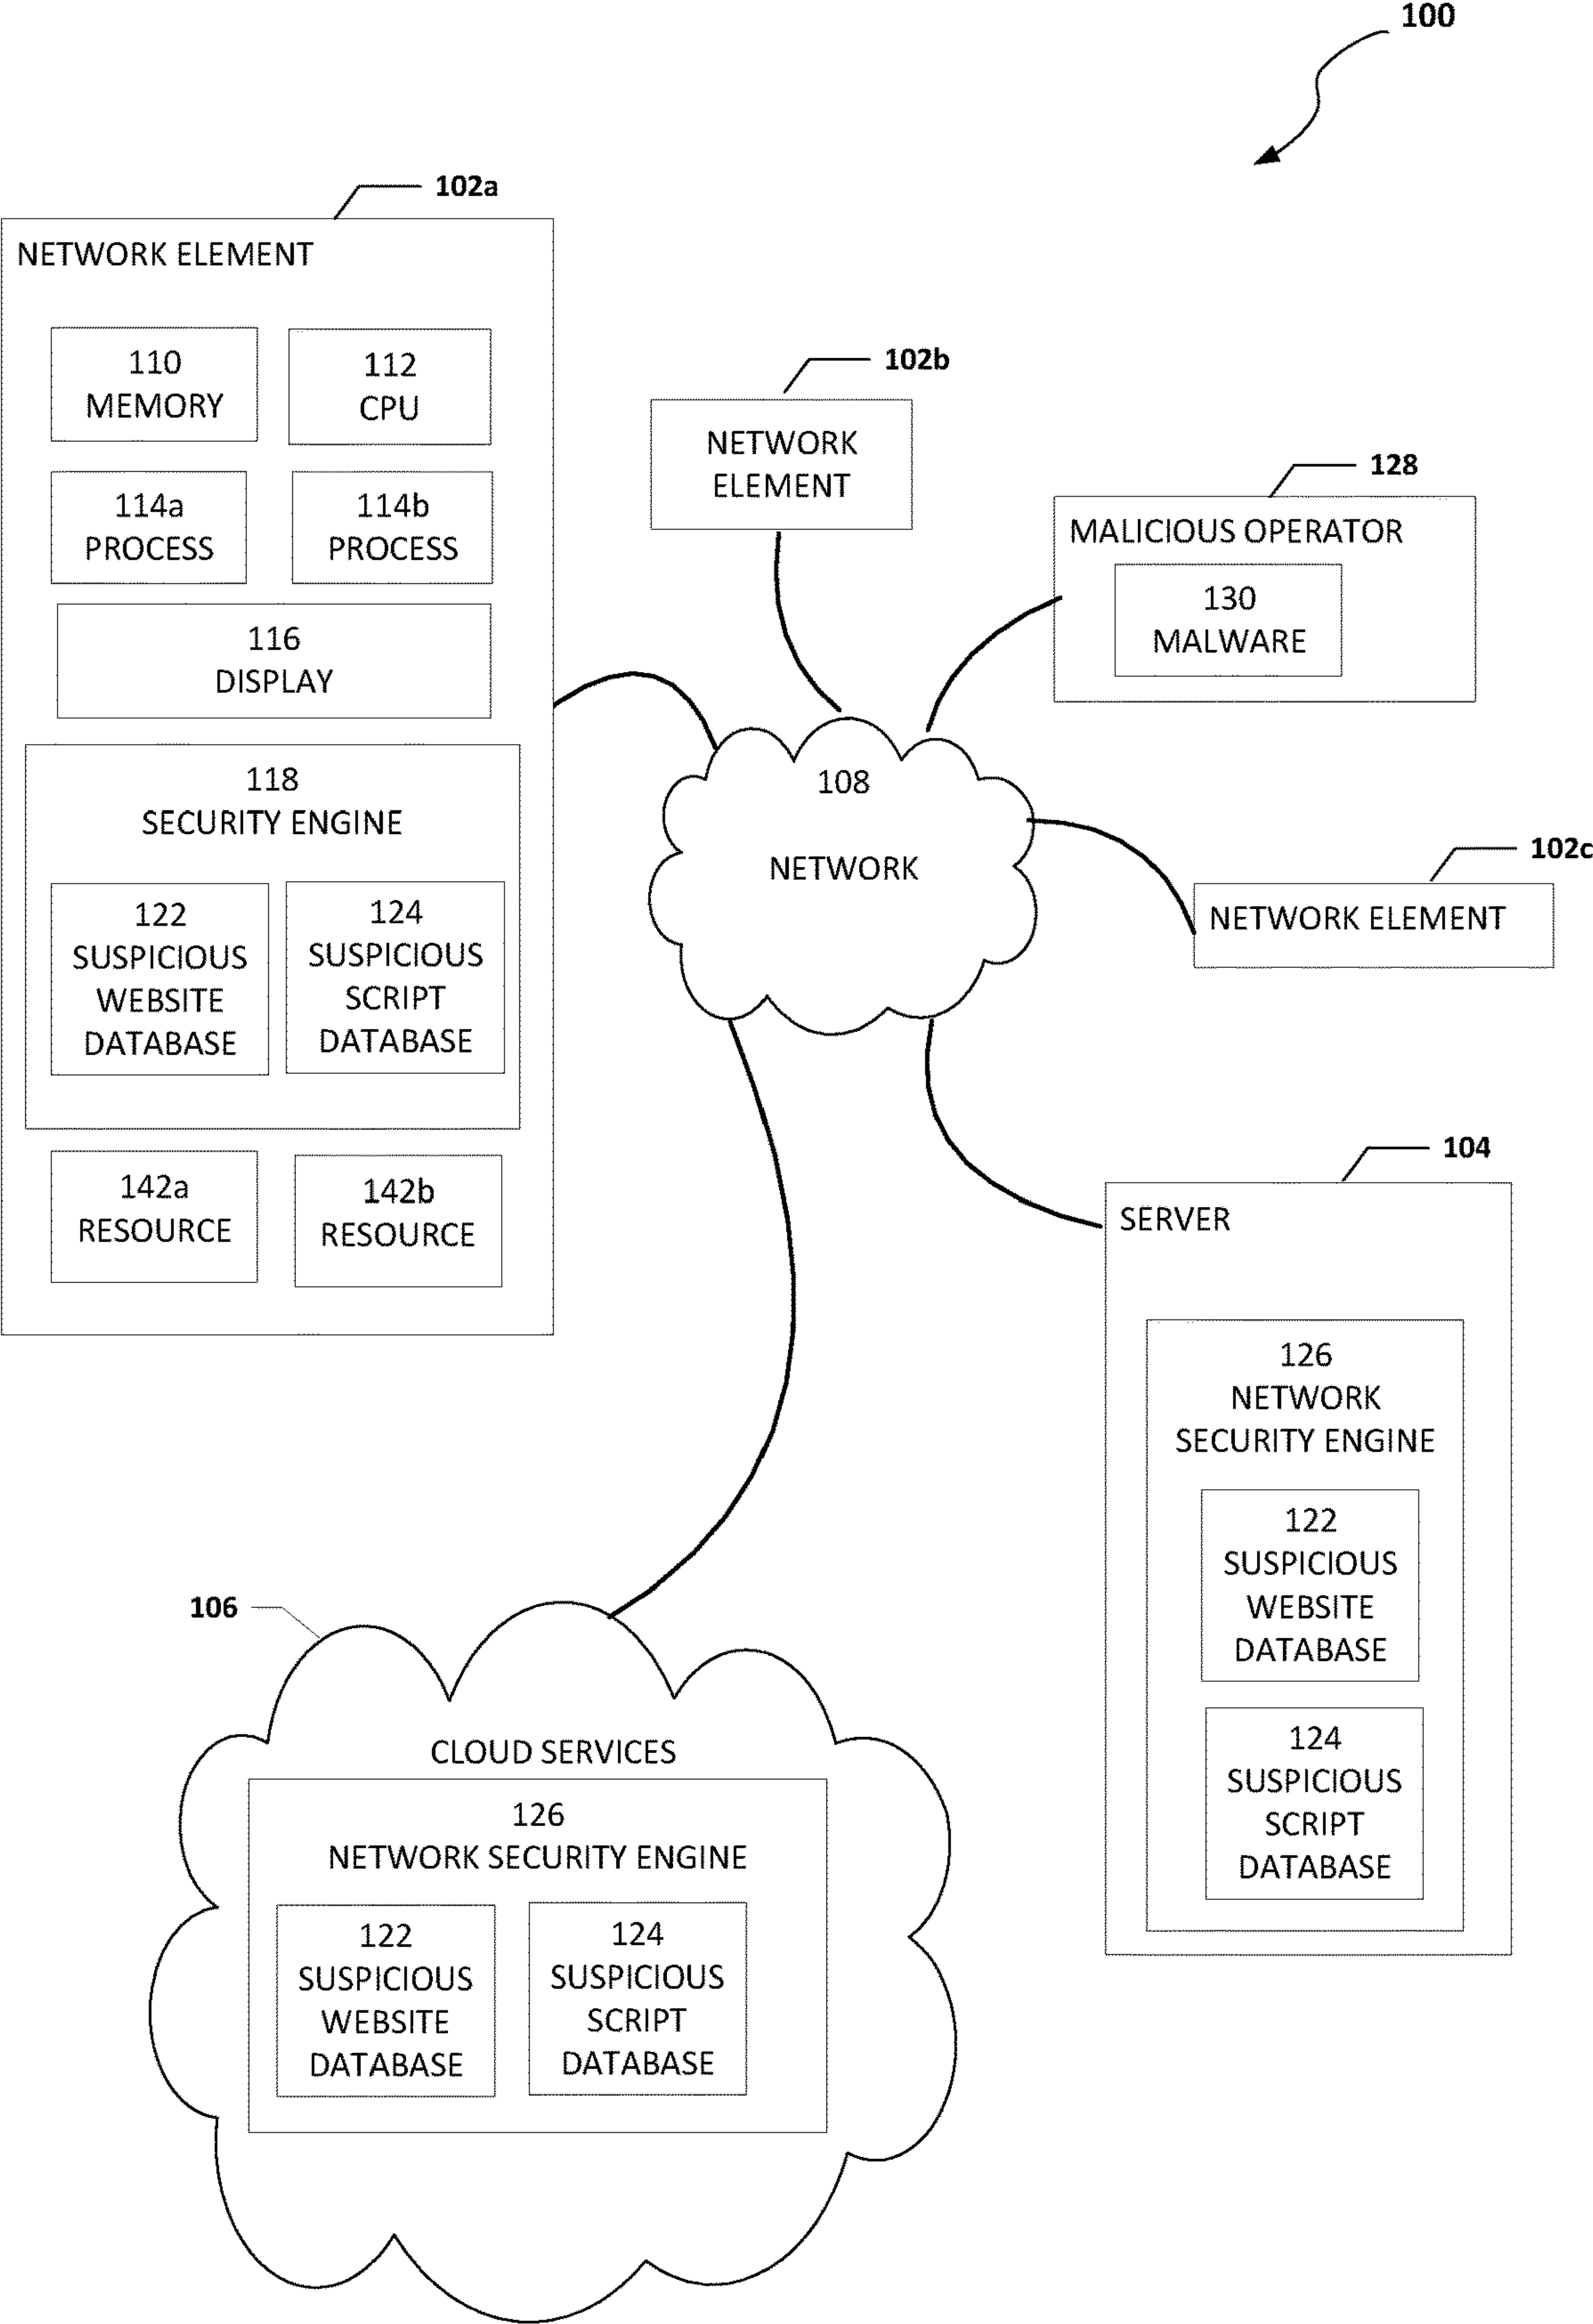 100
102a
NETWORK ELEMENT
110
MEMORY
112
CPU
114a
PROCESS
114b
PROCESS
116
DISPLAY
118
SECURITY ENGINE
122
SUSPICIOUS
WEBSITE
DATABASE
124
SUSPICIOUS
SCRIPT
DATABASE
142a
RESOURCE
142b
RESOURCE
102b
NETWORK
ELEMENT
128
MALICIOUS OPERATOR
130
MALWARE
108
NETWORK
102c
NETWORK ELEMENT
104
SERVER
126
NETWORK
SECURITY ENGINE
122
SUSPICIOUS
WEBSITE
DATABASE
124
SUSPICIOUS
SCRIPT
DATABASE
106
CLOUD SERVICES
126
NETWORK SECURITY ENGINE
122
SUSPICIOUS
WEBSITE
DATABASE
124
SUSPICIOUS
SCRIPT
DATABASE